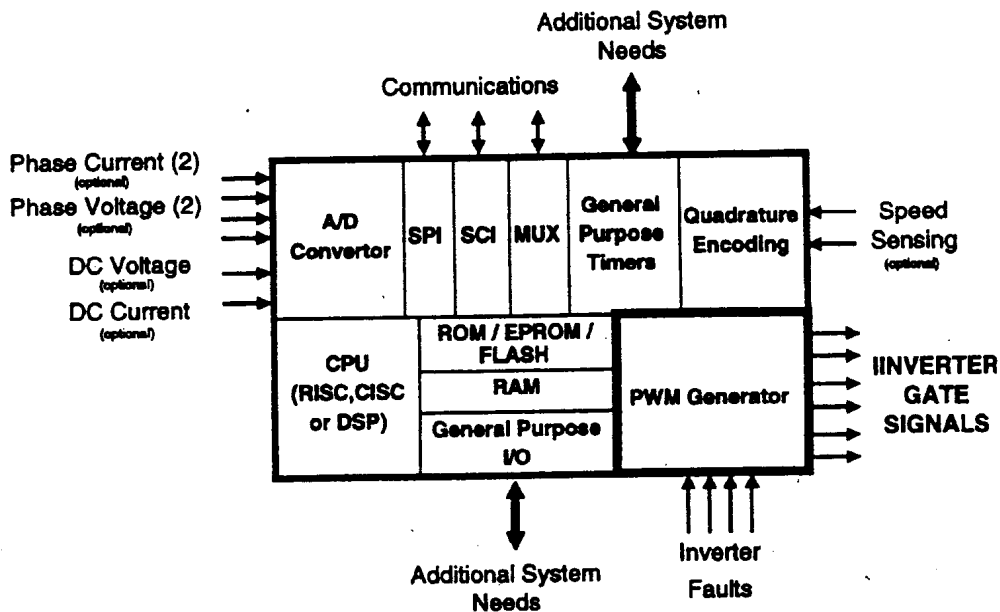 Additional System
Needs
Communications
Phase Current (2)
(optional)
Phase Voltage (2)
(optional)
DC Voltage
(optional)
DC Current
(optional)
A/D
Convertor
SPI
SCI
MUX
General
Purpose
Timers
Quadrature
Encoding
Speed
Sensing
(optional)
CPU
(RISC,CISC
or DSP)
ROM / EPROM /
FLASH
RAM
General Purpose
I/O
PWM Generator
IINVERTER
GATE
SIGNALS
Additional System
Needs
Inverter
Faults